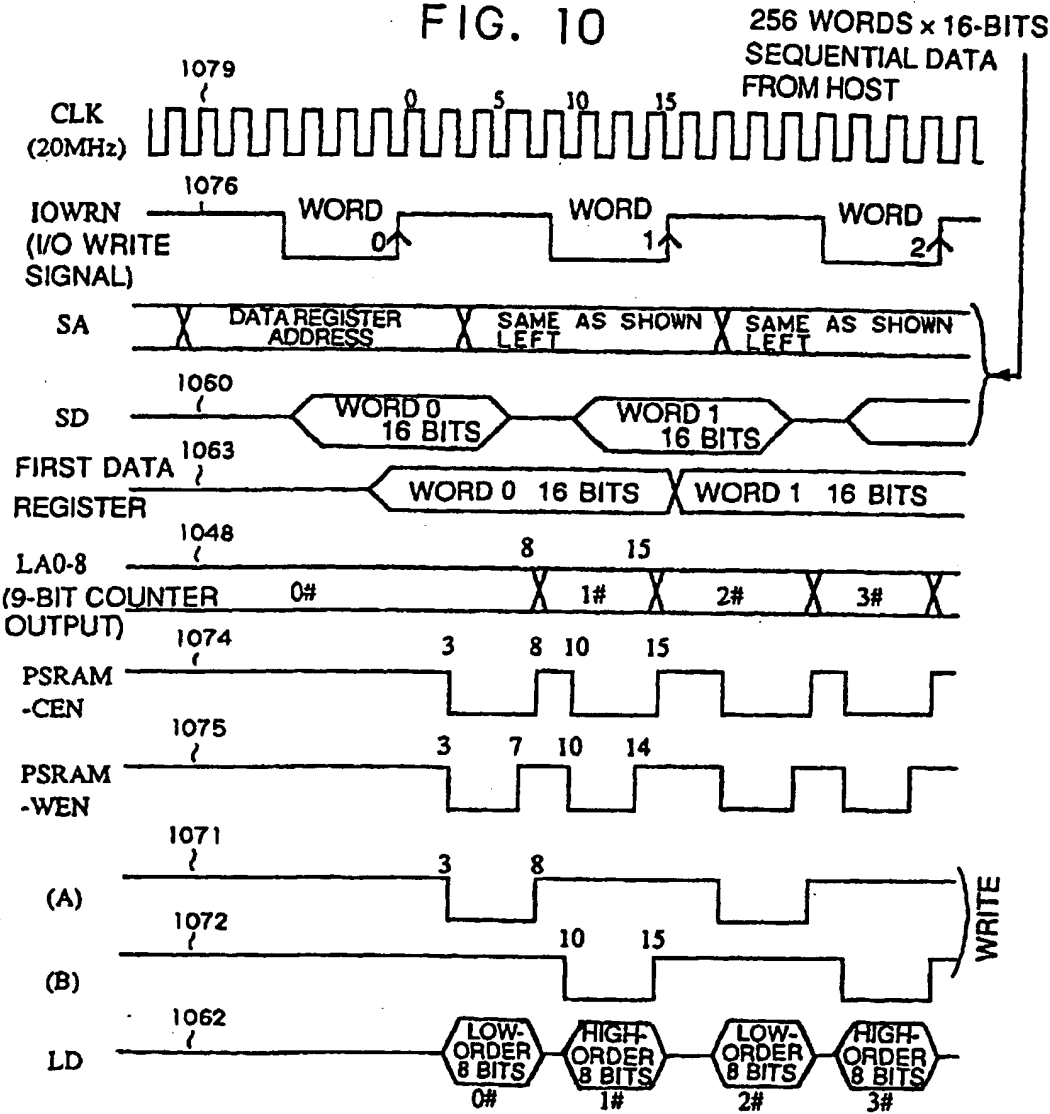 FIG. 10
256 WORDS x 16-BITS
SEQUENTIAL DATA
FROM HOST
1079
0 5 10 15
CLK
(20MHz)
1076
IOWRN
(I/O WRITE
SIGNAL)
WORD 0
WORD 1
WORD 2
SA
DATA REGISTER
ADDRESS
SAME AS SHOWN
LEFT
SAME AS SHOWN
LEFT
1060
SD
WORD 0
16 BITS
WORD 1
16 BITS
1063
FIRST DATA
REGISTER
WORD 0 16 BITS
WORD 1 16 BITS
1048
8 15
LA0-8
(9-BIT COUNTER
OUTPUT)
0# 1# 2# 3#
1074
3 8 10 15
PSRAM
-CEN
1075
3 7 10 14
PSRAM
-WEN
1071
3 8
(A)
1072
10 15
(B)
WRITE
1062
LD
LOW-
ORDER
8 BITS
0#
HIGH-
ORDER
8 BITS
1#
LOW-
ORDER
8 BITS
2#
HIGH-
ORDER
8 BITS
3#